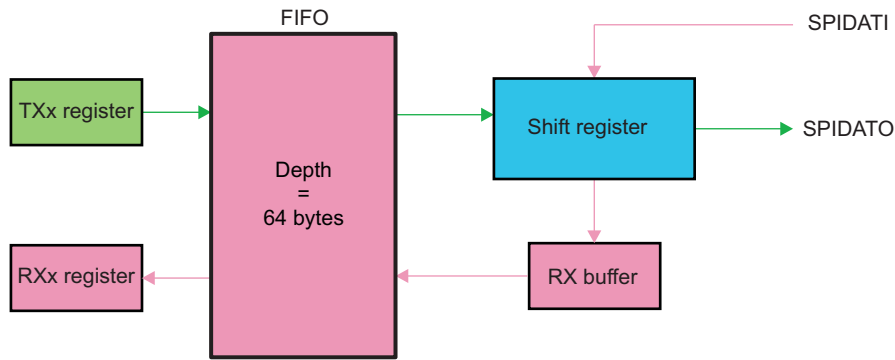 FIFO
SPIDATI
TXx register
Shift register
SPIDATO
Depth
=
64 bytes
RXx register
RX buffer